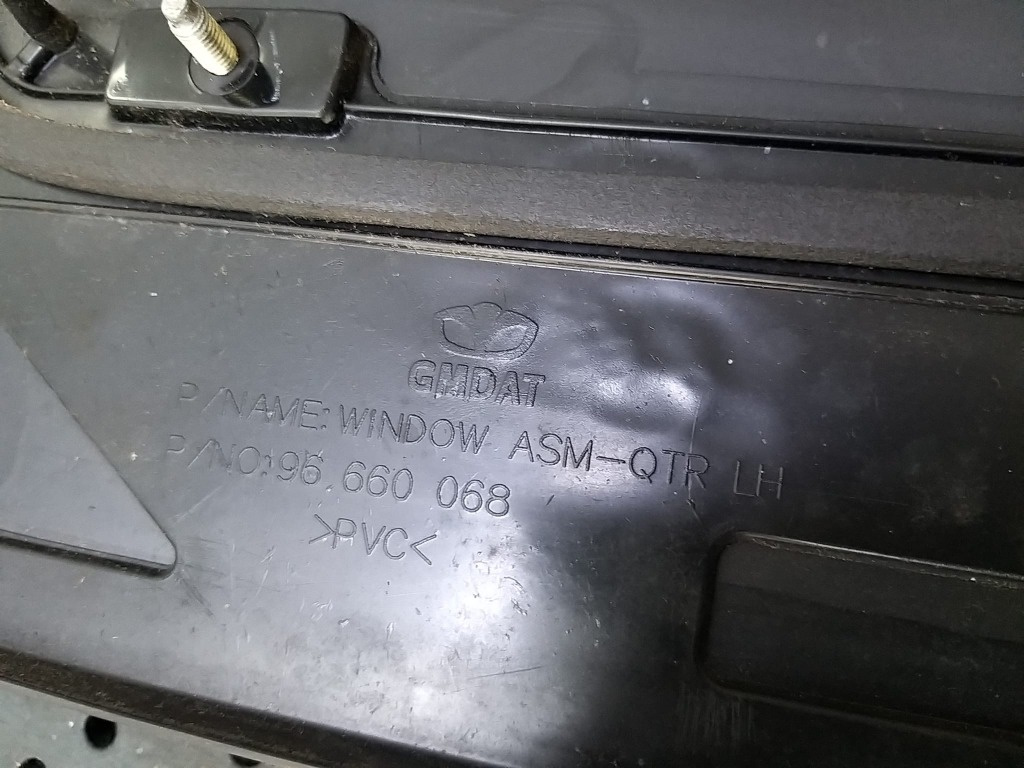 GMDAT
P/NAME: WINDOW ASM-QTR LH
P/NO: 96 660 068
>PVC<